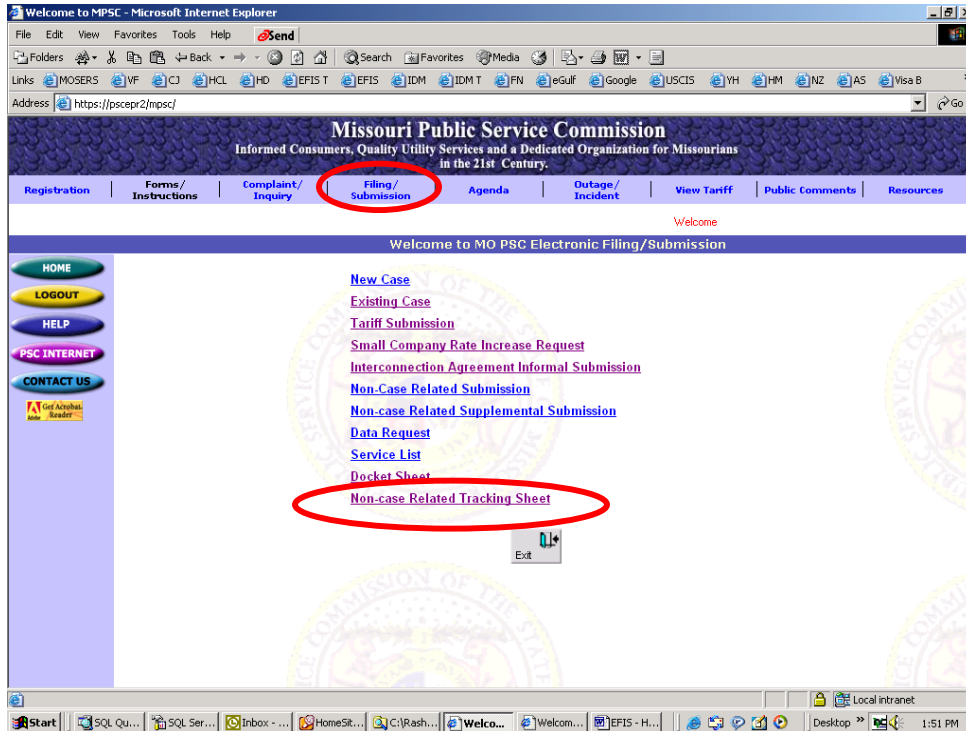 Welcome to MPSC - Microsoft Internet Explorer
File Edit View Favorites Tools Help Send
Folders Back Search Favorites Media
Links MOSERS VF CJ HCL HD EFIS T EFIS IDM IDM T FN eGulf Google USCIS YH HM NZ AS Visa B
Address https://pscepr2/mpsc/ Go
Missouri Public Service Commission
Informed Consumers, Quality Utility Services and a Dedicated Organization for Missourians
in the 21st Century.
Registration Forms/ Complaint/ Filing/ Agenda Outage/ View Tariff Public Comments Resources
Instructions Inquiry Submission Incident
Welcome
Welcome to MO PSC Electronic Filing/Submission
HOME
LOGOUT
HELP
PSC INTERNET
CONTACT US
Get Acrobat
Adobe Reader
New Case
Existing Case
Tariff Submission
Small Company Rate Increase Request
Interconnection Agreement Informal Submission
Non-Case Related Submission
Non-case Related Supplemental Submission
Data Request
Service List
Docket Sheet
Non-case Related Tracking Sheet
Exit
Local intranet
Start SQL Qu... SQL Ser... Inbox - ... HomeSit... C:\Rash... Welco... Welcom... EFIS - H... Desktop 1:51 PM